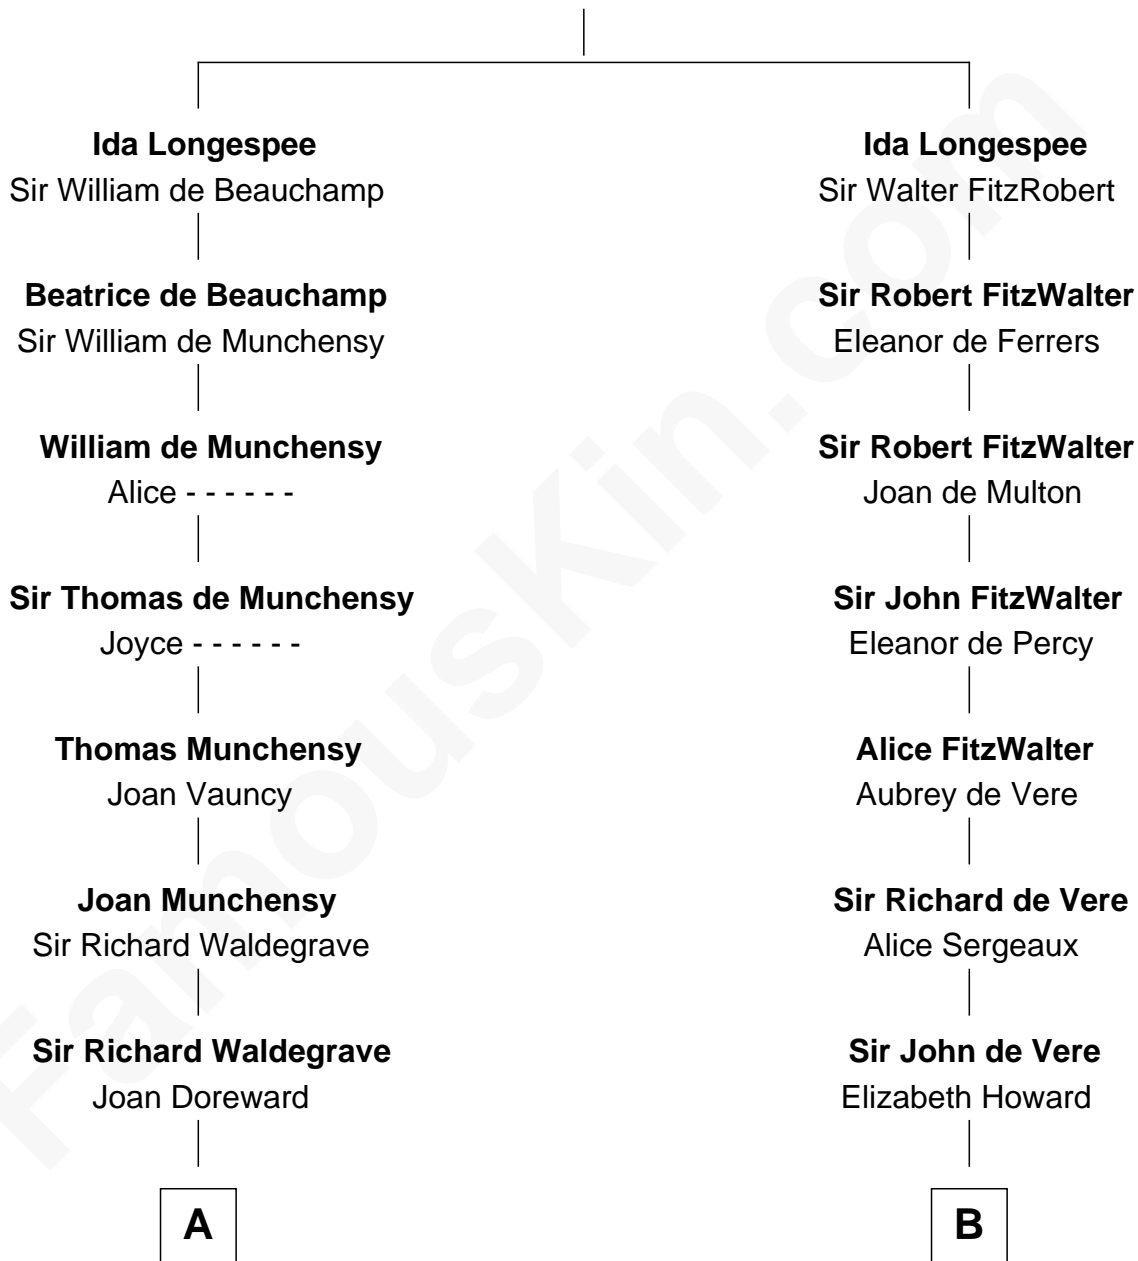 Ida Longespee
Sir William de Beauchamp
Beatrice de Beauchamp
Sir William de Munchensy
William de Munchensy
Alice - - - - - -
Sir Thomas de Munchensy
Joyce - - - - - -
Thomas Munchensy
Joan Vauncy
Joan Munchensy
Sir Richard Waldegrave
Sir Richard Waldegrave
Joan Doreward
A
Ida Longespee
Sir Walter FitzRobert
Sir Robert FitzWalter
Eleanor de Ferrers
Sir Robert FitzWalter
Joan de Multon
Sir John FitzWalter
Eleanor de Percy
Alice FitzWalter
Aubrey de Vere
Sir Richard de Vere
Alice Sergeaux
Sir John de Vere
Elizabeth Howard
B
FamousKin.com